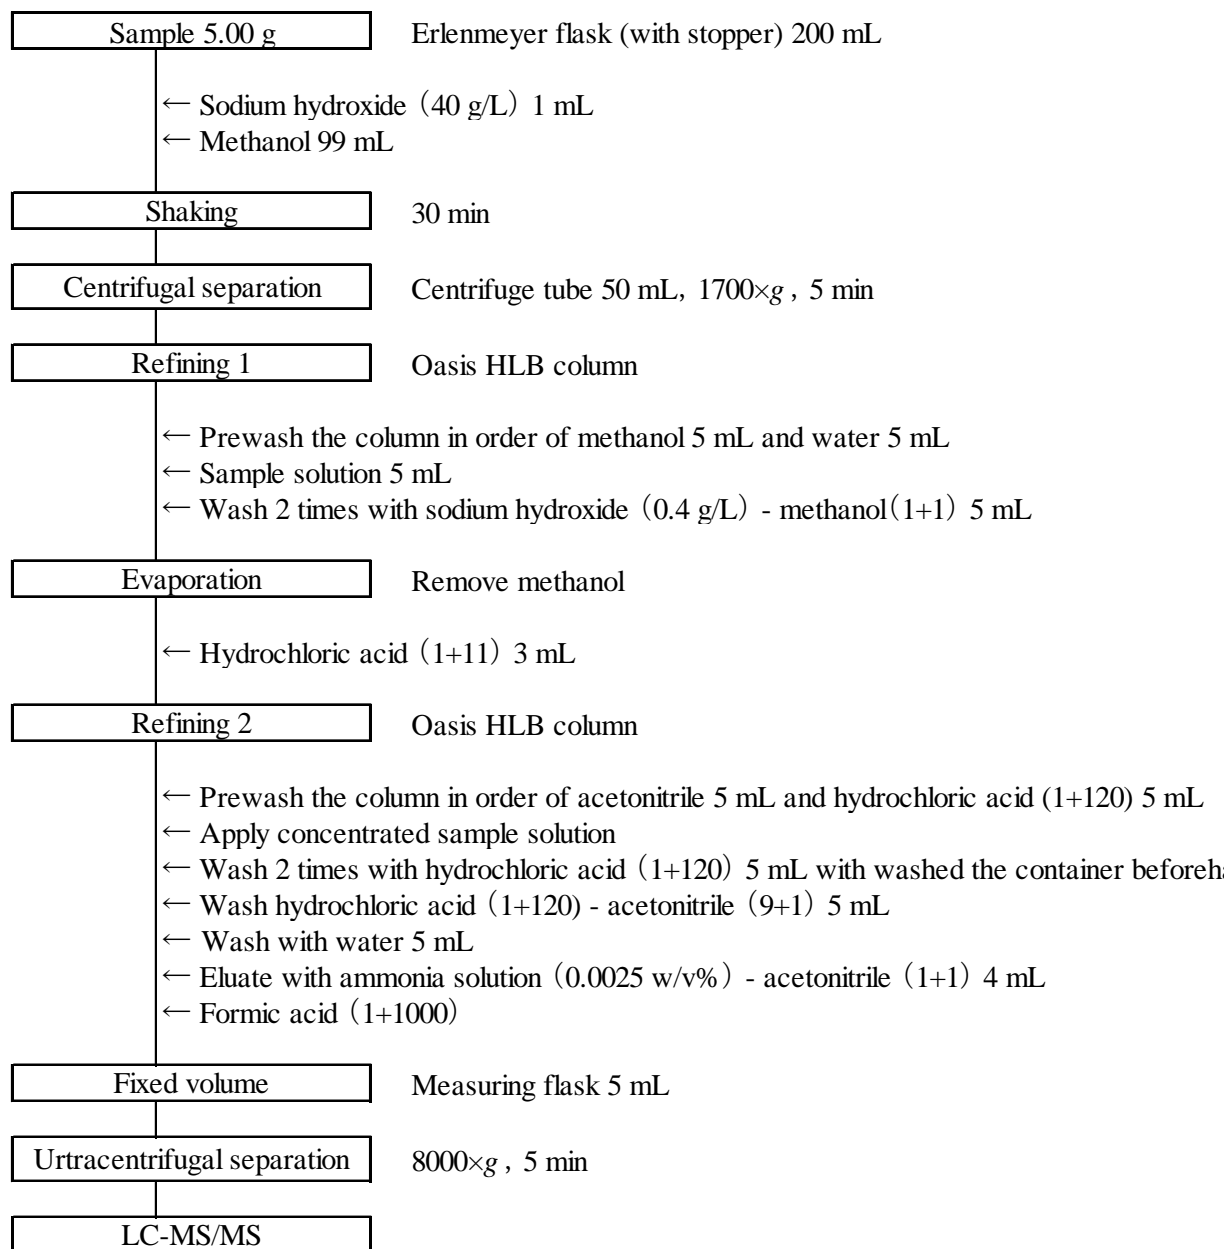 Sample 5.00 g Erlenmeyer flask (with stopper) 200 mL
← Sodium hydroxide (40 g/L) 1 mL
← Methanol 99 mL
Shaking 30 min
Centrifugal separation Centrifuge tube 50 mL, 1700×g , 5 min
Refining 1 Oasis HLB column
← Prewash the column in order of methanol 5 mL and water 5 mL
← Sample solution 5 mL
← Wash 2 times with sodium hydroxide (0.4 g/L) - methanol(1+1) 5 mL
Evaporation Remove methanol
← Hydrochloric acid (1+11) 3 mL
Refining 2 Oasis HLB column
← Prewash the column in order of acetonitrile 5 mL and hydrochloric acid (1+120) 5 mL
← Apply concentrated sample solution
← Wash 2 times with hydrochloric acid (1+120) 5 mL with washed the container
← Wash hydrochloric acid (1+120) - acetonitrile (9+1) 5 mL
← Wash with water 5 mL
← Eluate with ammonia solution (0.0025 w/v%) - acetonitrile (1+1) 4 mL
← Formic acid (1+1000)
Fixed volume Measuring flask 5 mL
Urtracentrifugal separation 8000×g , 5 min
LC-MS/MS